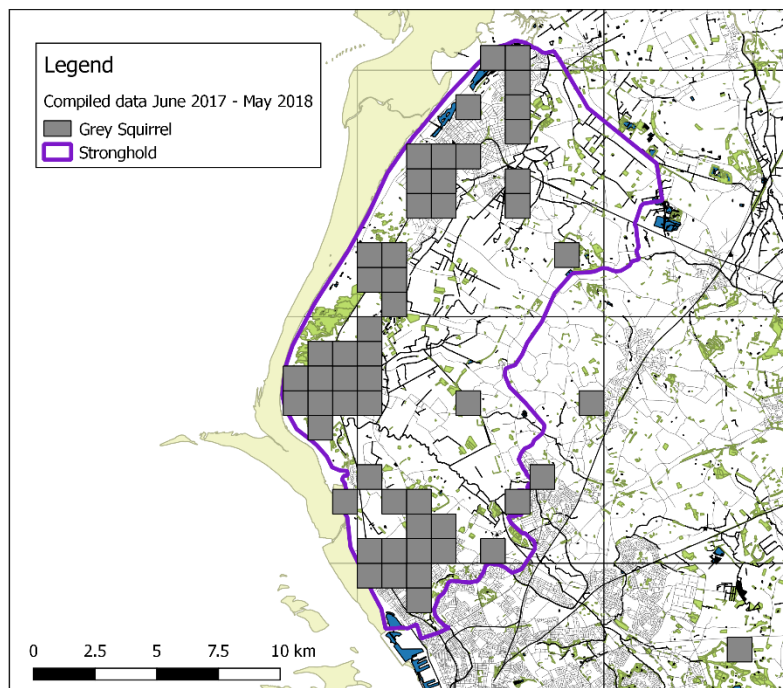 Legend
Compiled data June 2017 - May 2018
Grey Squirrel
Stronghold
0 2.5 5 7.5 10 km